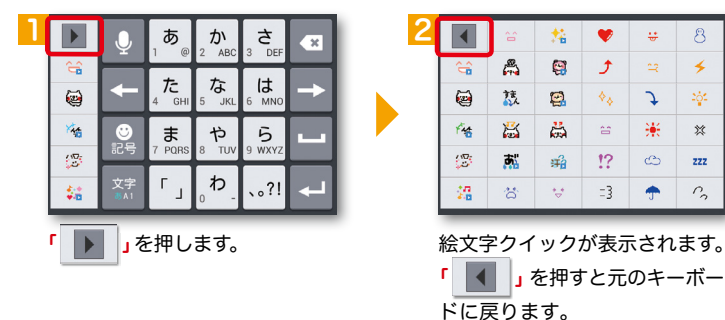 1
あ
1 @
か
2 ABC
さ
3 DEF
た
4 GHI
な
5 JKL
は
6 MNO
記号
ま
7 PQRS
や
8 TUV
ら
9 WXYZ
文字
A1
「 」
わ
0 -
、。?!
「 」を押します。
2
!?
zzz
絵文字クイックが表示されます。
「 」を押すと元のキーボー
ドに戻ります。